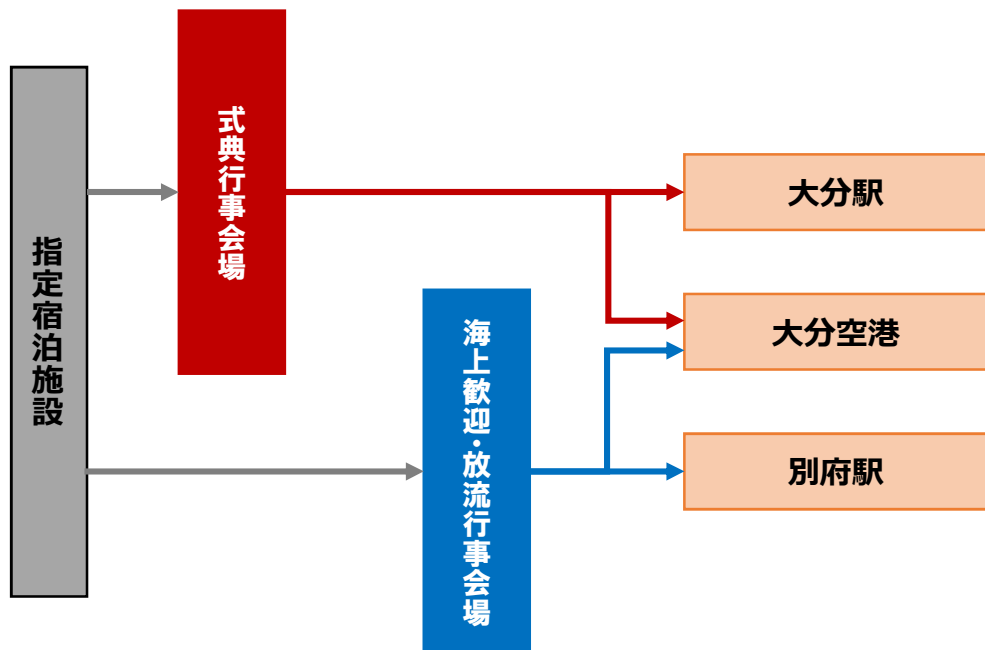 指定宿泊施設
式典行事会場
海上歓迎・放流行事会場
大分駅
大分空港
別府駅